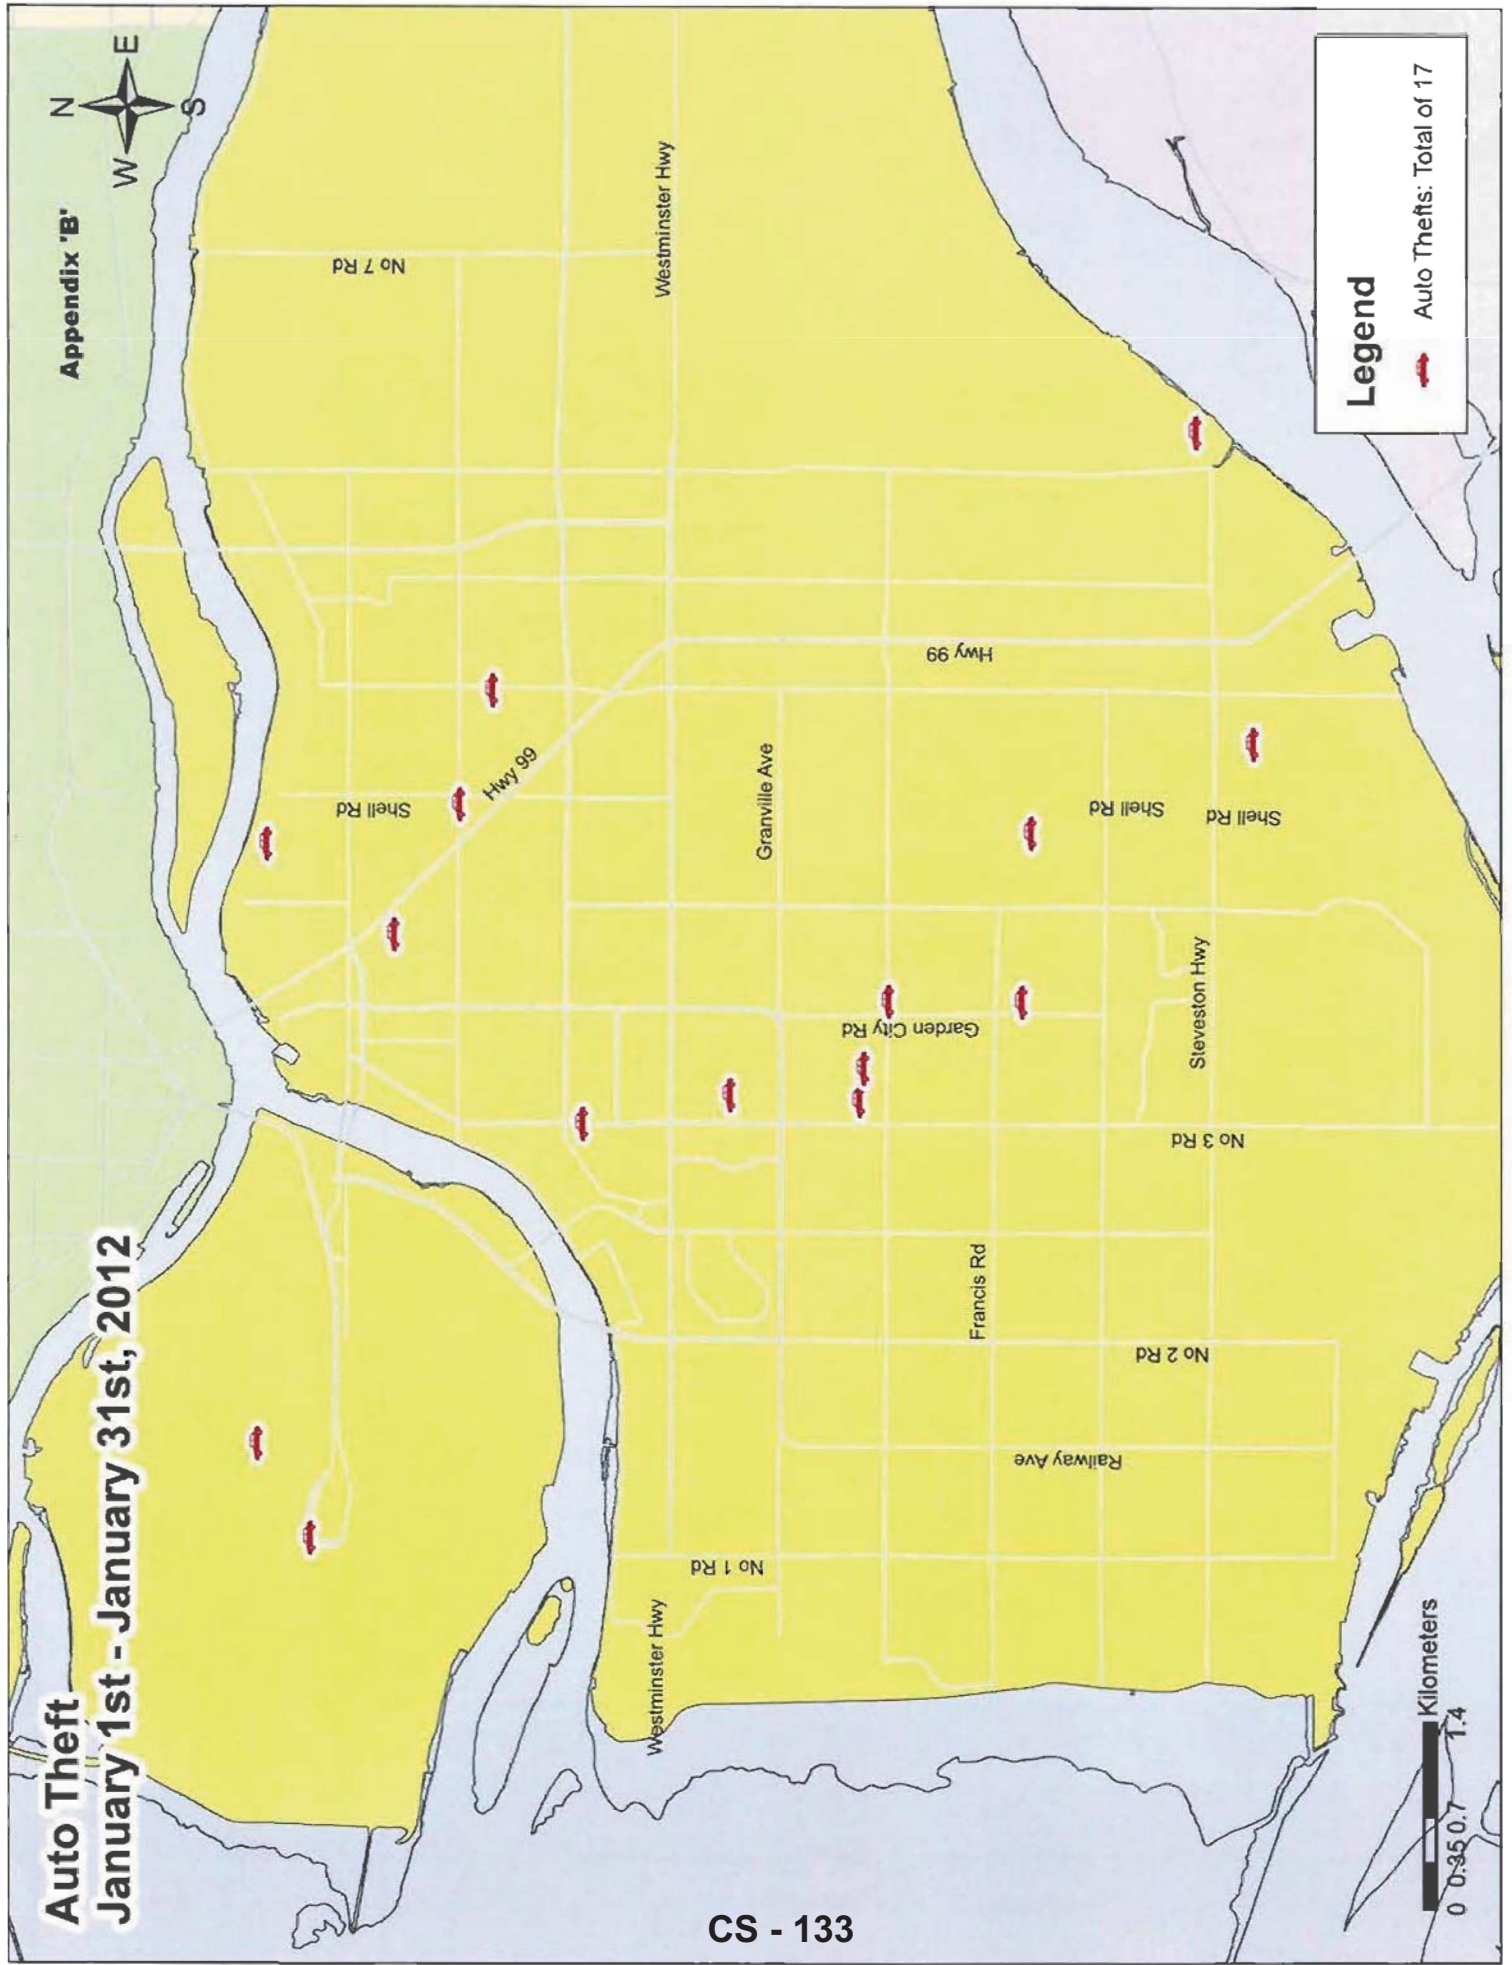 Auto Theft
January 1st - January 31st, 2012
Appendix 'B'
N
W
E
S
No 7 Rd
Westminster Hwy
Shell Rd
Hwy 99
Hwy 99
Granville Ave
Shell Rd
Shell Rd
Garden City Rd
Steveston Hwy
No 3 Rd
Francis Rd
No 2 Rd
Railway Ave
No 1 Rd
Westminster Hwy
Legend
Auto Thefts: Total of 17
0 0.35 0.7 1.4
Kilometers
CS - 133